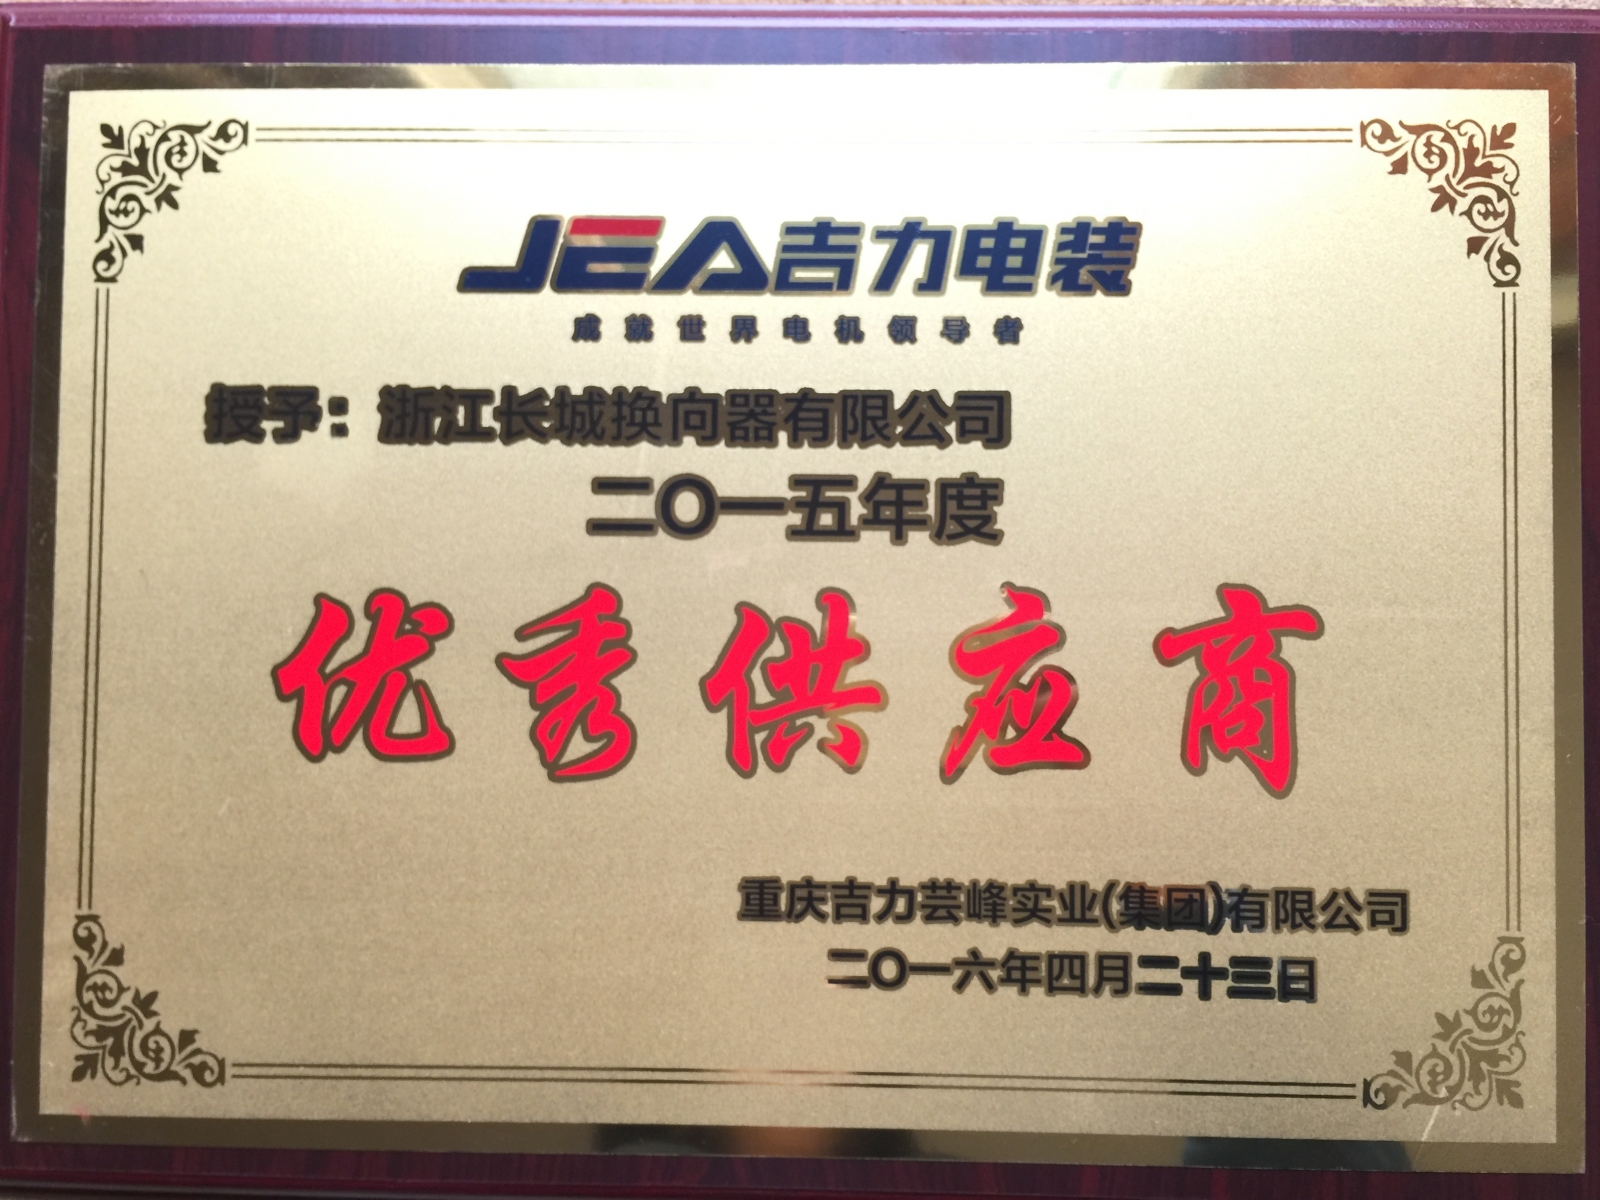 JEA吉力电装
成就世界电机领导者
授予：浙江长城换向器有限公司
二〇一五年度
优秀供应商
重庆吉力芸峰实业(集团)有限公司
二〇一六年四月二十三日